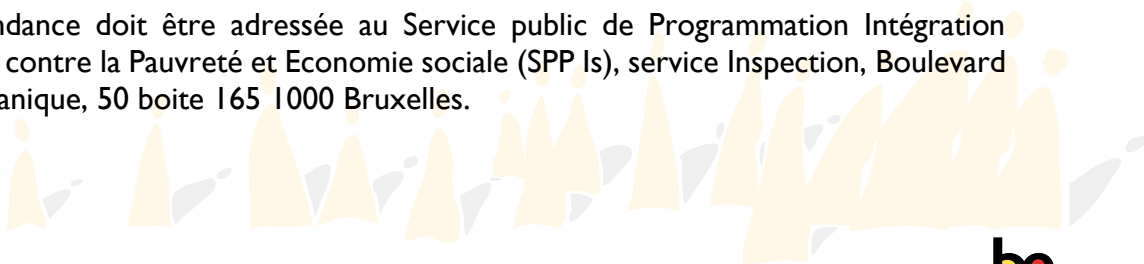 ndance doit être adressée au Service public de Programmation Intégration
contre la Pauvreté et Economie sociale (SPP Is), service Inspection, Boulevard
anique, 50 boite 165 1000 Bruxelles.
be